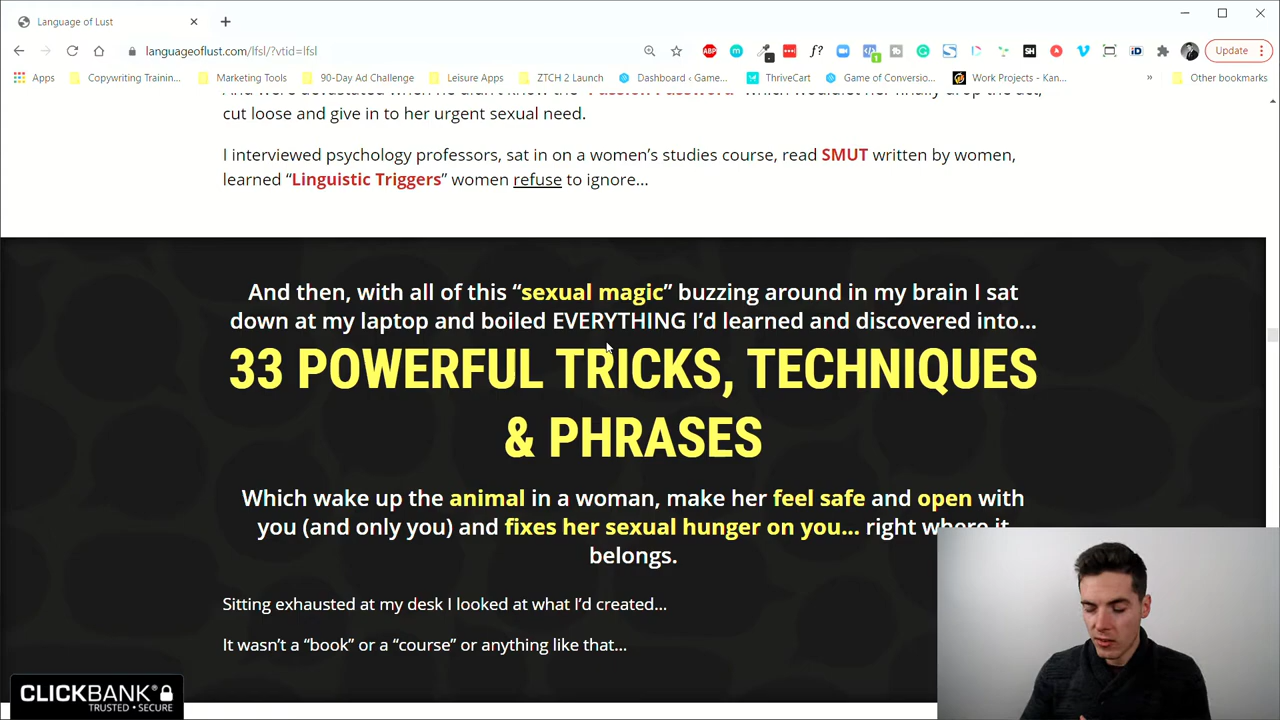 Language of Lust
languageoflust.com/lfsl/?vtid=lfsl
ABP
m
f?
SH
iD
Update
Apps
Copywriting Trainin...
Marketing Tools
90-Day Ad Challenge
Leisure Apps
ZTCH 2 Launch
Dashboard ‹ Game...
ThriveCart
Game of Conversio...
Work Projects - Kan...
»
Other bookmarks
cut loose and give in to her urgent sexual need.
I interviewed psychology professors, sat in on a women’s studies course, read SMUT written by women,
learned “Linguistic Triggers” women refuse to ignore...
And then, with all of this “sexual magic” buzzing around in my brain I sat
down at my laptop and boiled EVERYTHING I’d learned and discovered into...
33 POWERFUL TRICKS, TECHNIQUES
& PHRASES
Which wake up the animal in a woman, make her feel safe and open with
you (and only you) and fixes her sexual hunger on you... right where it
belongs.
Sitting exhausted at my desk I looked at what I’d created...
It wasn’t a “book” or a “course” or anything like that...
CLICKBANK®
TRUSTED • SECURE